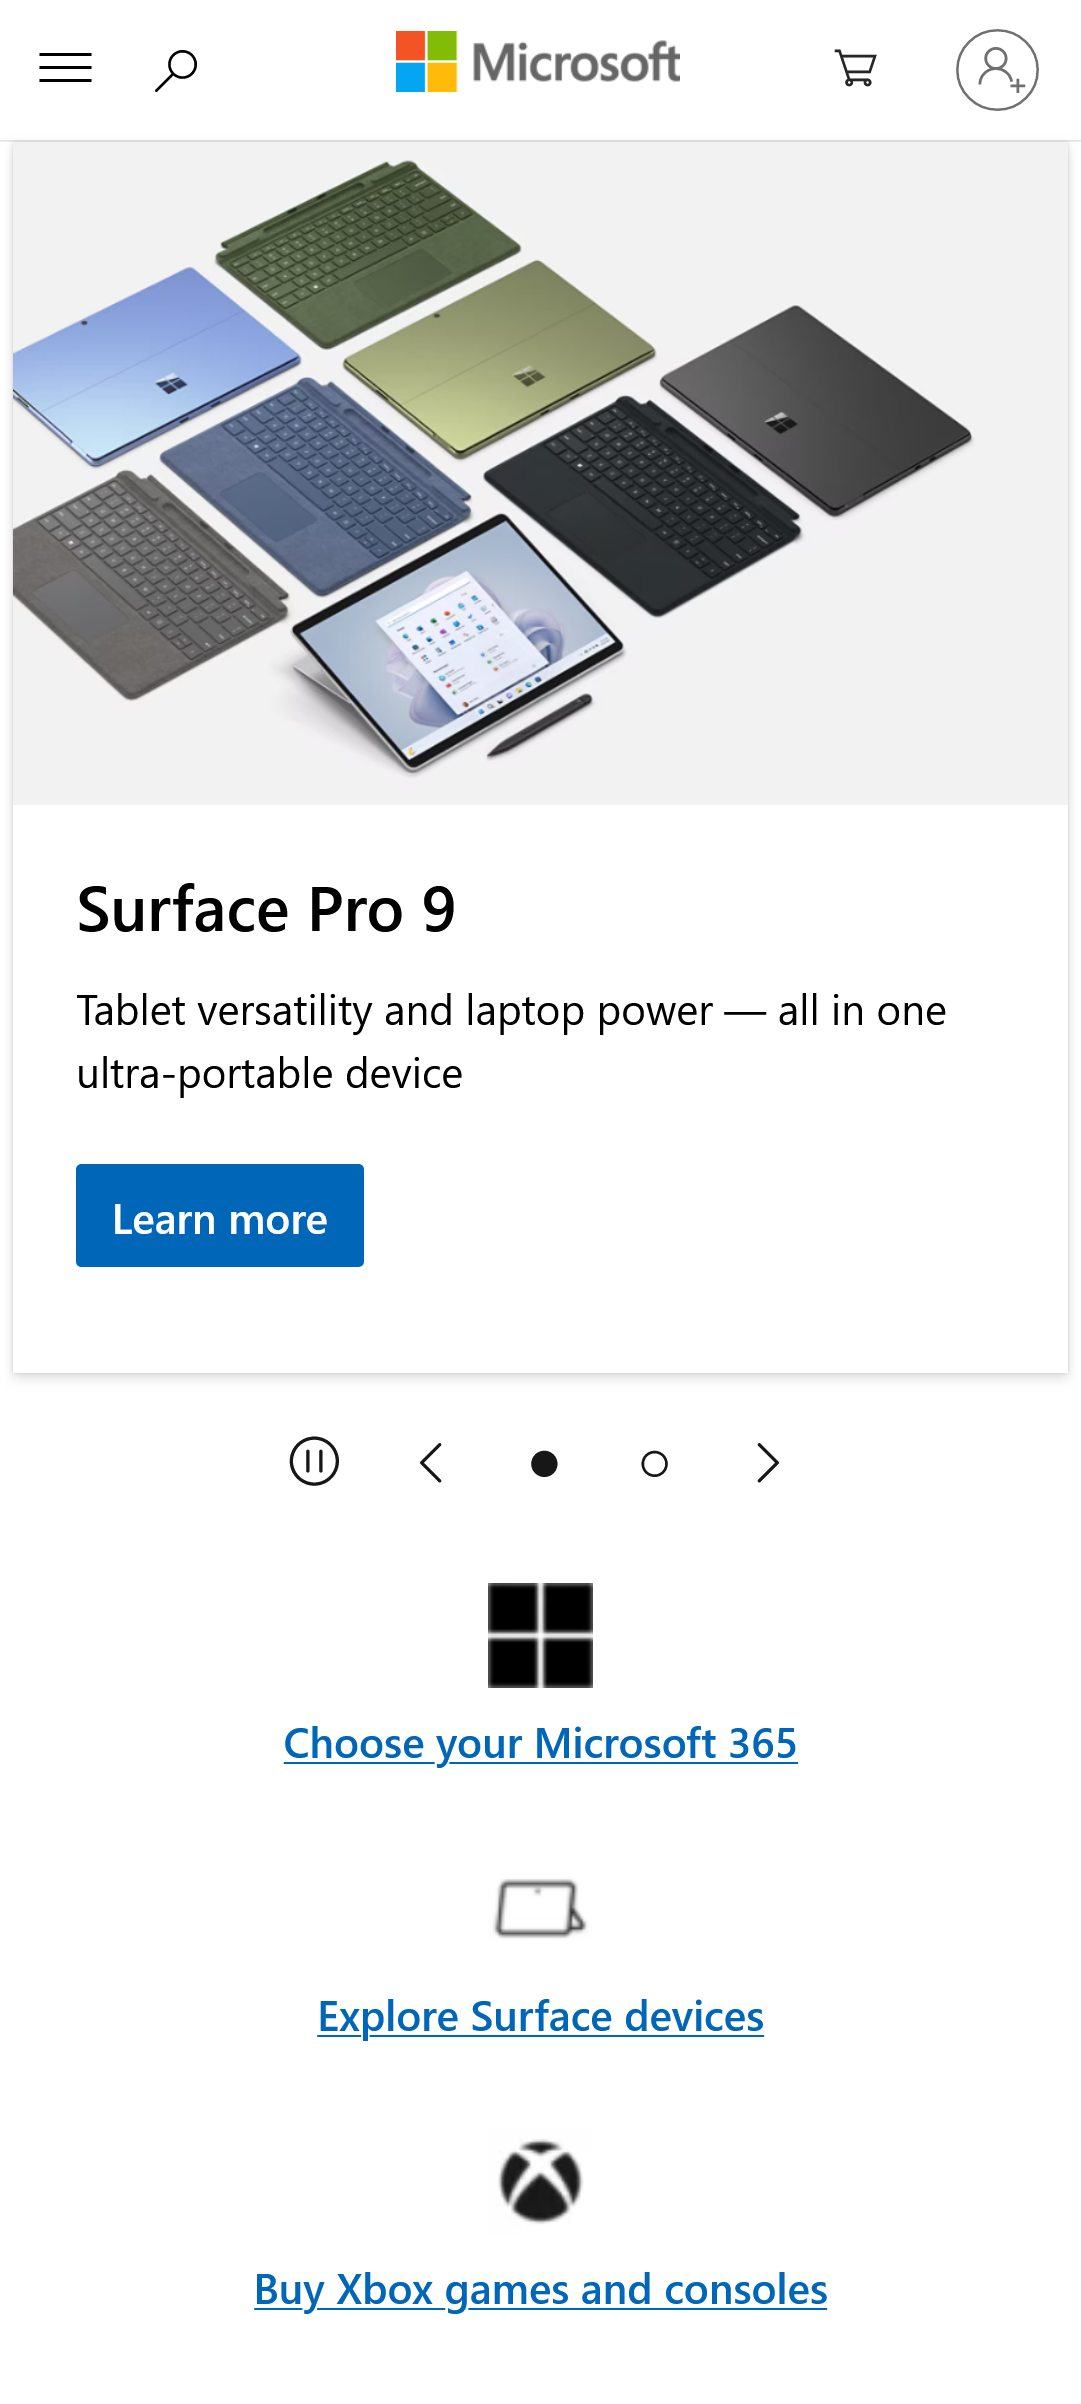 Microsoft
Surface Pro 9
Tablet versatility and laptop power — all in one
ultra-portable device
Learn more
Choose your Microsoft 365
Explore Surface devices
Buy Xbox games and consoles